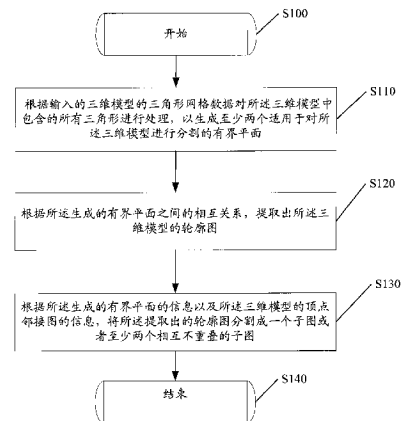 S100
开始
S110
根据输入的三维模型的三角形网格数据对所述三维模型中
包含的所有三角形进行处理，以生成至少两个适用于对所
述三维模型进行分割的有界平面
S120
根据所述生成的有界平面之间的相互关系，提取出所述三
维模型的轮廓图
S130
根据所述生成的有界平面的信息以及所述三维模型的顶点
邻接图的信息，将所述提取出的轮廓图分割成一个子图或
者至少两个相互不重叠的子图
S140
结束